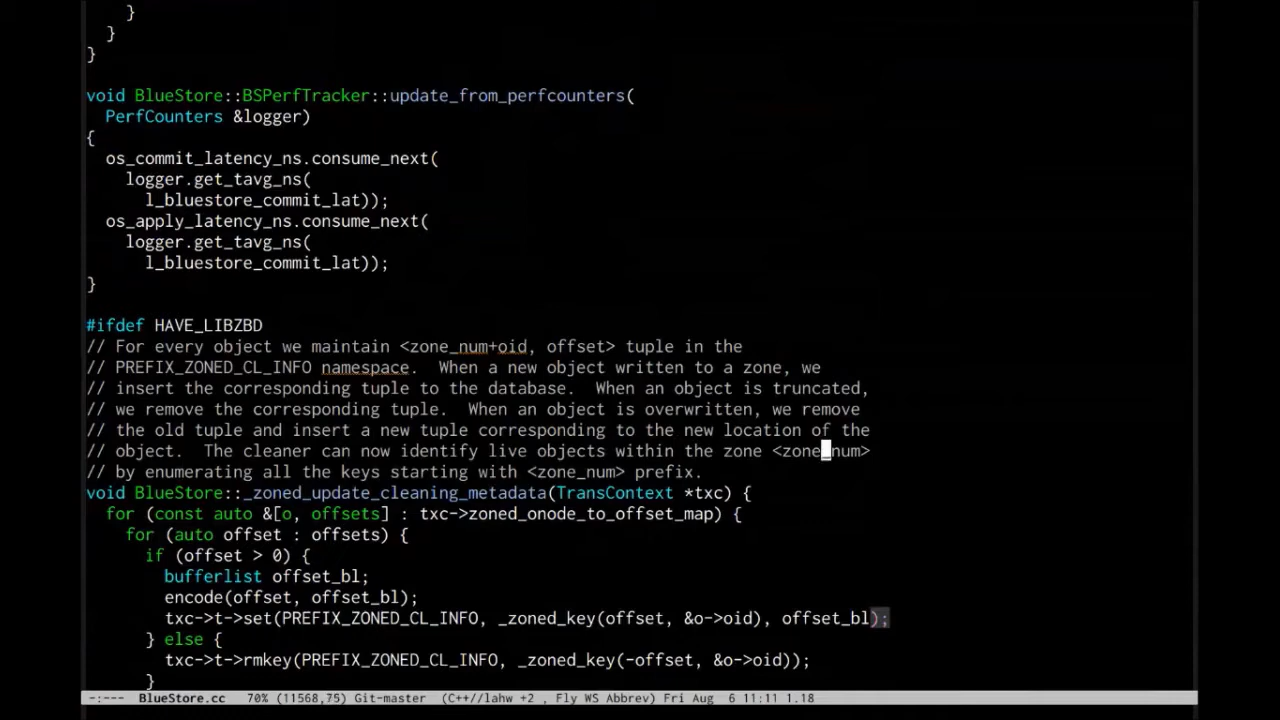 }
  }
}

void BlueStore::BSPerfTracker::update_from_perfcounters(
  PerfCounters &logger)
{
  os_commit_latency_ns.consume_next(
    logger.get_tavg_ns(
      l_bluestore_commit_lat));
  os_apply_latency_ns.consume_next(
    logger.get_tavg_ns(
      l_bluestore_commit_lat));
}

#ifdef HAVE_LIBZBD
// For every object we maintain <zone_num+oid, offset> tuple in the
// PREFIX_ZONED_CL_INFO namespace.  When a new object written to a zone, we
// insert the corresponding tuple to the database.  When an object is truncated,
// we remove the corresponding tuple.  When an object is overwritten, we remove
// the old tuple and insert a new tuple corresponding to the new location of the
// object.  The cleaner can now identify live objects within the zone <zone_num>
// by enumerating all the keys starting with <zone_num> prefix.
void BlueStore::_zoned_update_cleaning_metadata(TransContext *txc) {
  for (const auto &[o, offsets] : txc->zoned_onode_to_offset_map) {
    for (auto offset : offsets) {
      if (offset > 0) {
        bufferlist offset_bl;
        encode(offset, offset_bl);
        txc->t->set(PREFIX_ZONED_CL_INFO, _zoned_key(offset, &o->oid), offset_bl);
      } else {
        txc->t->rmkey(PREFIX_ZONED_CL_INFO, _zoned_key(-offset, &o->oid));
      }
-:---  BlueStore.cc   70% (11568,75) Git-master  (C++//lahw +2 , Fly WS Abbrev) Fri Aug  6 11:11 1.18